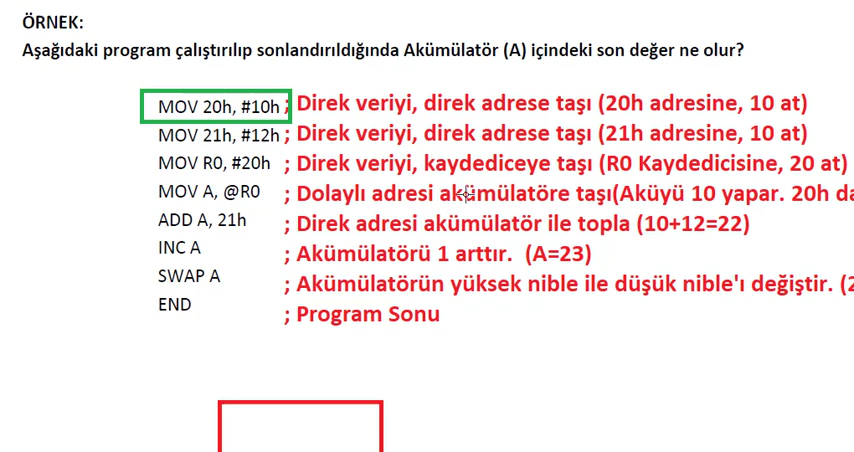 ÖRNEK:
Aşağıdaki program çalıştırılıp sonlandırıldığında Akümülatör (A) içindeki son değer ne olur?
MOV 20h, #10h ; Direk veriyi, direk adrese taşı (20h adresine, 10 at)
MOV 21h, #12h ; Direk veriyi, direk adrese taşı (21h adresine, 10 at)
MOV R0, #20h ; Direk veriyi, kaydediceye taşı (R0 Kaydedicisine, 20 at)
MOV A, @R0 ; Dolaylı adresi akümülatöre taşı(Aküyü 10 yapar. 20h da
ADD A, 21h ; Direk adresi akümülatör ile topla (10+12=22)
INC A ; Akümülatörü 1 arttır. (A=23)
SWAP A ; Akümülatörün yüksek nible ile düşük nible'ı değiştir. (2
END ; Program Sonu